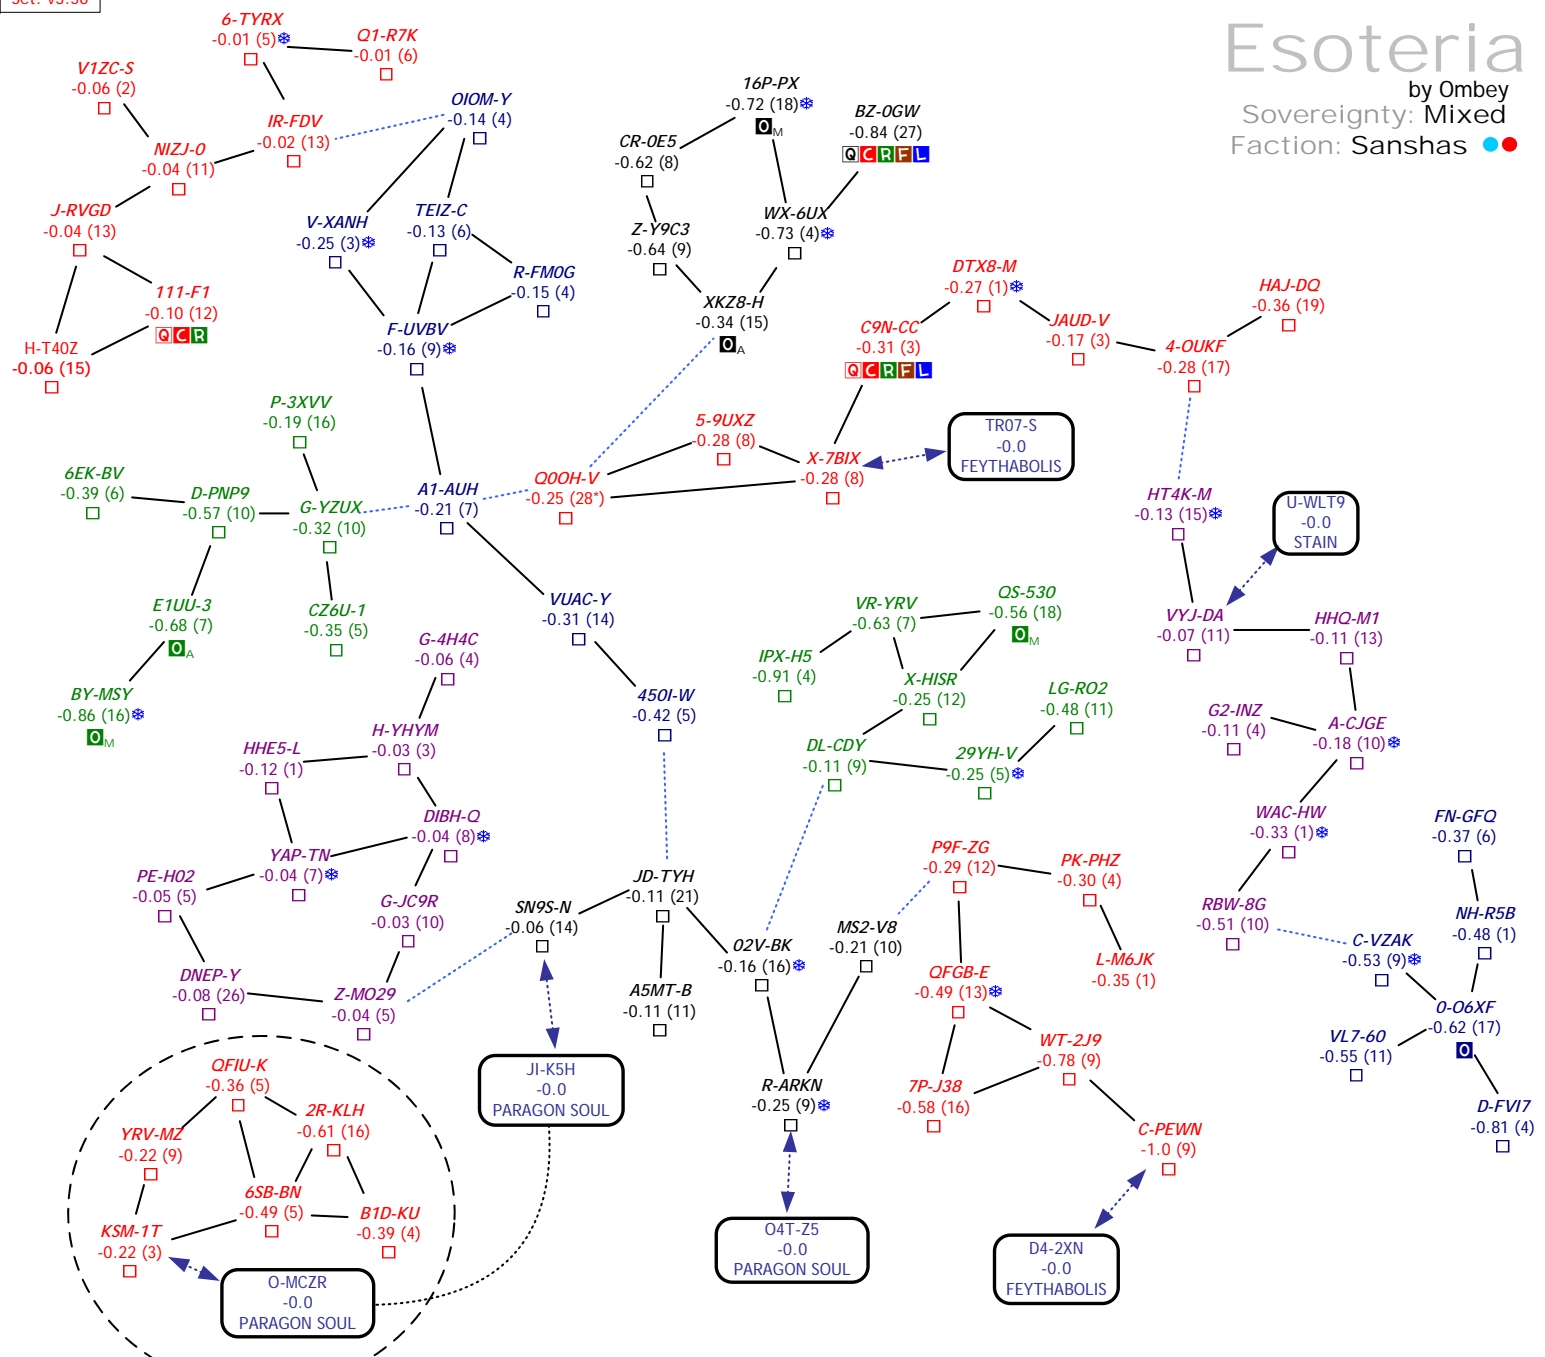 Set: v3.38
Esoteria
by Ombey
Sovereignty: Mixed
Faction: Sanshas
6-TYRX
-0.01 (5)
Q1-R7K
-0.01 (6)
V1ZC-S
-0.06 (2)
IR-FDV
-0.02 (13)
NIZJ-0
-0.04 (11)
J-RVGD
-0.04 (13)
111-F1
-0.10 (12)
Q C R
H-T40Z
-0.06 (15)
OIOM-Y
-0.14 (4)
V-XANH
-0.25 (3)
TEIZ-C
-0.13 (6)
R-FM0G
-0.15 (4)
F-UVBV
-0.16 (9)
16P-PX
-0.72 (18)
O M
BZ-0GW
-0.84 (27)
Q C R F L
CR-0E5
-0.62 (8)
Z-Y9C3
-0.64 (9)
WX-6UX
-0.73 (4)
XKZ8-H
-0.34 (15)
O A
DTX8-M
-0.27 (1)
C9N-CC
-0.31 (3)
Q C R F L
JAUD-V
-0.17 (3)
HAJ-DQ
-0.36 (19)
4-OUKF
-0.28 (17)
P-3XVV
-0.19 (16)
6EK-BV
-0.39 (6)
D-PNP9
-0.57 (10)
G-YZUX
-0.32 (10)
A1-AUH
-0.21 (7)
Q0OH-V
-0.25 (28*)
5-9UXZ
-0.28 (8)
X-7BIX
-0.28 (8)
TR07-S
-0.0
FEYTHABOLIS
HT4K-M
-0.13 (15)
U-WLT9
-0.0
STAIN
E1UU-3
-0.68 (7)
O A
CZ6U-1
-0.35 (5)
VUAC-Y
-0.31 (14)
VR-YRV
-0.63 (7)
QS-530
-0.56 (18)
O M
VYJ-DA
-0.07 (11)
HHQ-M1
-0.11 (13)
G-4H4C
-0.06 (4)
IPX-H5
-0.91 (4)
X-HISR
-0.25 (12)
LG-RO2
-0.48 (11)
BY-MSY
-0.86 (16)
O M
450I-W
-0.42 (5)
G2-INZ
-0.11 (4)
A-CJGE
-0.18 (10)
HHE5-L
-0.12 (1)
H-YHYM
-0.03 (3)
DL-CDY
-0.11 (9)
29YH-V
-0.25 (5)
DIBH-Q
-0.04 (8)
WAC-HW
-0.33 (1)
FN-GFQ
-0.37 (6)
YAP-TN
-0.04 (7)
P9F-ZG
-0.29 (12)
PK-PHZ
-0.30 (4)
PE-H02
-0.05 (5)
JD-TYH
-0.11 (21)
G-JC9R
-0.03 (10)
SN9S-N
-0.06 (14)
RBW-8G
-0.51 (10)
NH-R5B
-0.48 (1)
02V-BK
-0.16 (16)
MS2-V8
-0.21 (10)
C-VZAK
-0.53 (9)
L-M6JK
-0.35 (1)
DNEP-Y
-0.08 (26)
Z-MO29
-0.04 (5)
A5MT-B
-0.11 (11)
QFGB-E
-0.49 (13)
0-O6XF
-0.62 (17)
O
WT-2J9
-0.78 (9)
VL7-60
-0.55 (11)
QFIU-K
-0.36 (5)
JI-K5H
-0.0
PARAGON SOUL
R-ARKN
-0.25 (9)
7P-J38
-0.58 (16)
D-FVI7
-0.81 (4)
2R-KLH
-0.61 (16)
YRV-MZ
-0.22 (9)
C-PEWN
-1.0 (9)
6SB-BN
-0.49 (5)
B1D-KU
-0.39 (4)
KSM-1T
-0.22 (3)
O4T-Z5
-0.0
PARAGON SOUL
D4-2XN
-0.0
FEYTHABOLIS
O-MCZR
-0.0
PARAGON SOUL